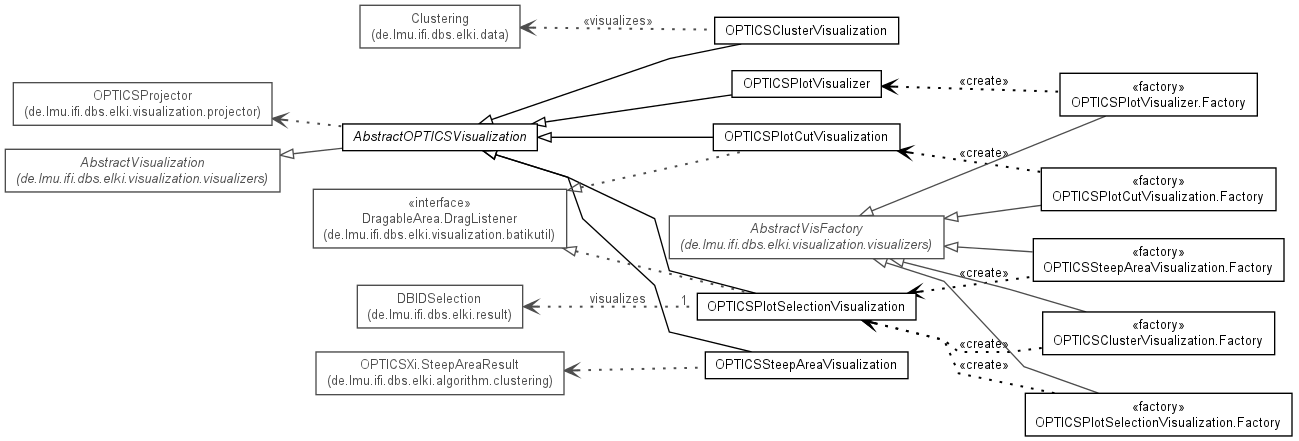 Clustering
(de.lmu.ifi.dbs.elki.data)
«visualizes»
OPTICSClusterVisualization
OPTICSProjector
(de.lmu.ifi.dbs.elki.visualization.projector)
OPTICSPlotVisualizer
«create»
«factory»
OPTICSPlotVisualizer.Factory
AbstractOPTICSVisualization
OPTICSPlotCutVisualization
«create»
AbstractVisualization
(de.lmu.ifi.dbs.elki.visualization.visualizers)
«factory»
OPTICSPlotCutVisualization.Factory
«interface»
DragableArea.DragListener
(de.lmu.ifi.dbs.elki.visualization.batikutil)
AbstractVisFactory
(de.lmu.ifi.dbs.elki.visualization.visualizers)
«factory»
OPTICSSteepAreaVisualization.Factory
«create»
DBIDSelection
(de.lmu.ifi.dbs.elki.result)
visualizes
1
OPTICSPlotSelectionVisualization
«factory»
OPTICSClusterVisualization.Factory
«create»
«create»
OPTICSXi.SteepAreaResult
(de.lmu.ifi.dbs.elki.algorithm.clustering)
OPTICSSteepAreaVisualization
«factory»
OPTICSPlotSelectionVisualization.Factory